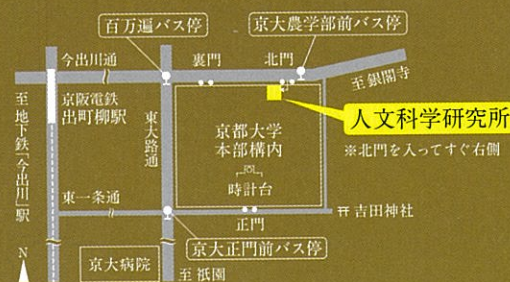 百万遍バス停
京大農学部前バス停
今出川通
裏門
北門
至銀閣寺
京阪電鉄
出町柳駅
至地下鉄「今出川」駅
東大路通
京都大学
本部構内
時計台
人文科学研究所
※北門を入ってすぐ右側
東一条通
正門
吉田神社
京大正門前バス停
N
京大病院
至祇園